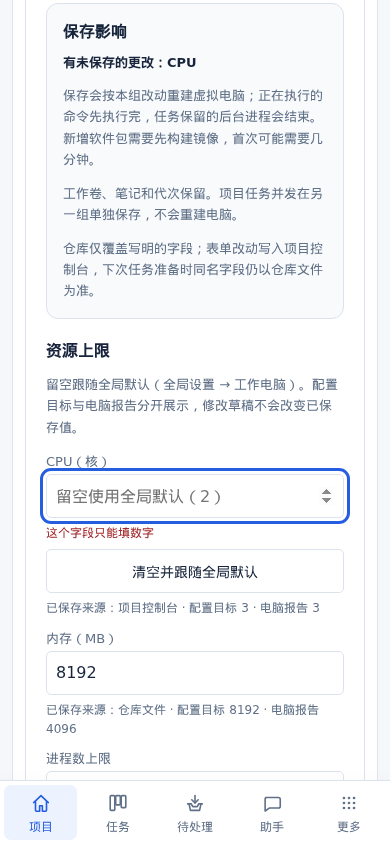 保存影响
有未保存的更改：CPU
保存会按本组改动重建虚拟电脑；正在执行的
命令先执行完，任务保留的后台进程会结束。
新增软件包需要先构建镜像，首次可能需要几
分钟。
工作卷、笔记和代次保留。项目任务并发在另
一组单独保存，不会重建电脑。
仓库仅覆盖写明的字段；表单改动写入项目控
制台，下次任务准备时同名字段仍以仓库文件
为准。
资源上限
留空跟随全局默认（全局设置 → 工作电脑）。配置
目标与电脑报告分开展示，修改草稿不会改变已保
存值。
CPU（核）
留空使用全局默认（2）
这个字段只能填数字
清空并跟随全局默认
已保存来源：项目控制台 · 配置目标 3 · 电脑报告 3
内存（MB）
8192
已保存来源：仓库文件 · 配置目标 8192 · 电脑报告
4096
进程数上限
项目 任务 待处理 助手 更多